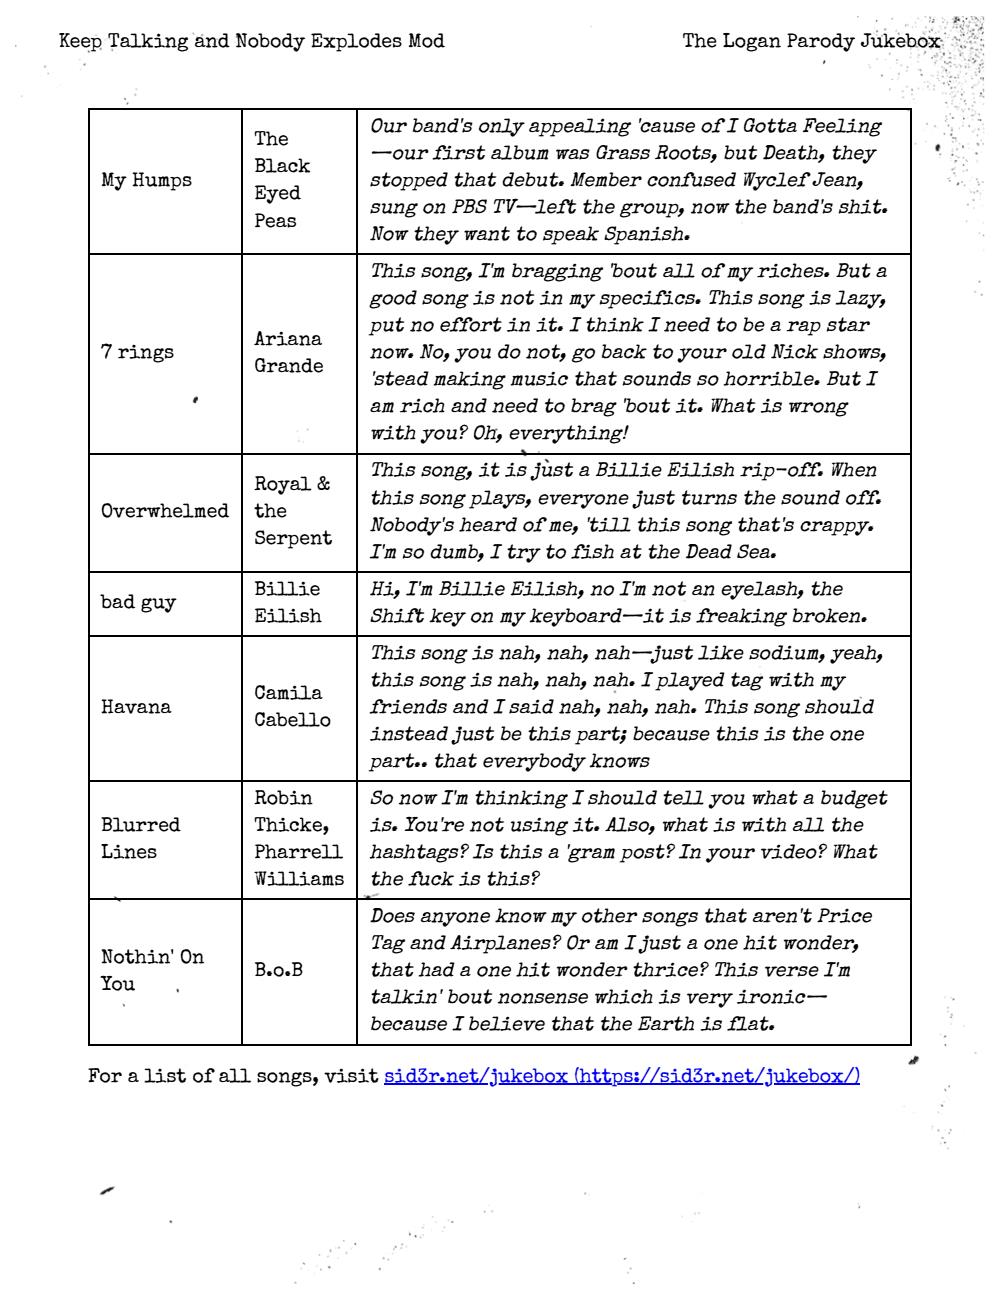 Keep Talking and Nobody Explodes Mod
The Logan Parody Jukebox
My Humps
The
Black
Eyed
Peas
Our band's only appealing 'cause of I Gotta Feeling
—our first album was Grass Roots, but Death, they
stopped that debut. Member confused Wyclef Jean,
sung on PBS TV—left the group, now the band's shit.
Now they want to speak Spanish.
7 rings
Ariana
Grande
This song, I'm bragging 'bout all of my riches. But a
good song is not in my specifics. This song is lazy,
put no effort in it. I think I need to be a rap star
now. No, you do not, go back to your old Nick shows,
'stead making music that sounds so horrible. But I
am rich and need to brag 'bout it. What is wrong
with you? Oh, everything!
Overwhelmed
Royal &
the
Serpent
This song, it is just a Billie Eilish rip-off. When
this song plays, everyone just turns the sound off.
Nobody's heard of me, 'till this song that's crappy.
I'm so dumb, I try to fish at the Dead Sea.
bad guy
Billie
Eilish
Hi, I'm Billie Eilish, no I'm not an eyelash, the
Shift key on my keyboard—it is freaking broken.
Havana
Camila
Cabello
This song is nah, nah, nah—just like sodium, yeah,
this song is nah, nah, nah. I played tag with my
friends and I said nah, nah, nah. This song should
instead just be this part; because this is the one
part.. that everybody knows
Blurred
Lines
Robin
Thicke,
Pharrell
Williams
So now I'm thinking I should tell you what a budget
is. You're not using it. Also, what is with all the
hashtags? Is this a 'gram post? In your video? What
the fuck is this?
Nothin' On
You
B.o.B
Does anyone know my other songs that aren't Price
Tag and Airplanes? Or am I just a one hit wonder,
that had a one hit wonder thrice? This verse I'm
talkin' bout nonsense which is very ironic—
because I believe that the Earth is flat.
For a list of all songs, visit sid3r.net/jukebox (https://sid3r.net/jukebox/)